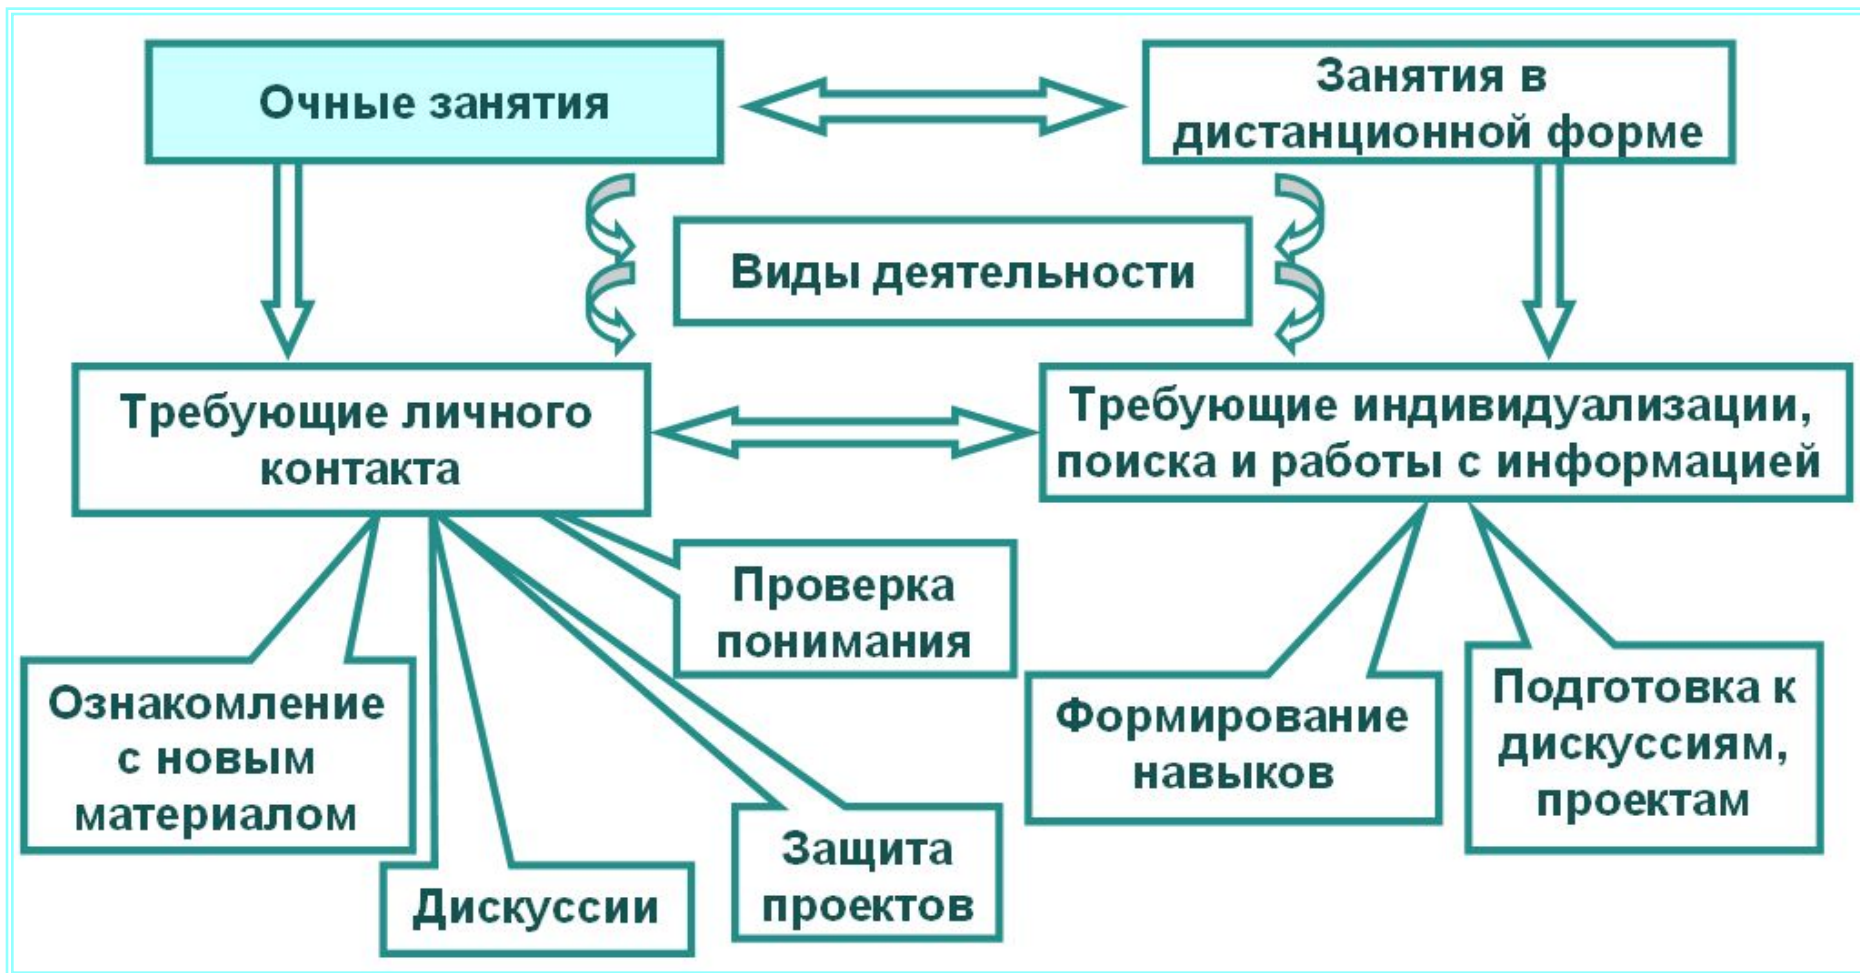 Очные занятия
Занятия в
дистанционной форме
Виды деятельности
Требующие личного
контакта
Требующие индивидуализации,
поиска и работы с информацией
Проверка
понимания
Ознакомление
с новым
материалом
Дискуссии
Защита
проектов
Формирование
навыков
Подготовка к
дискуссиям,
проектам